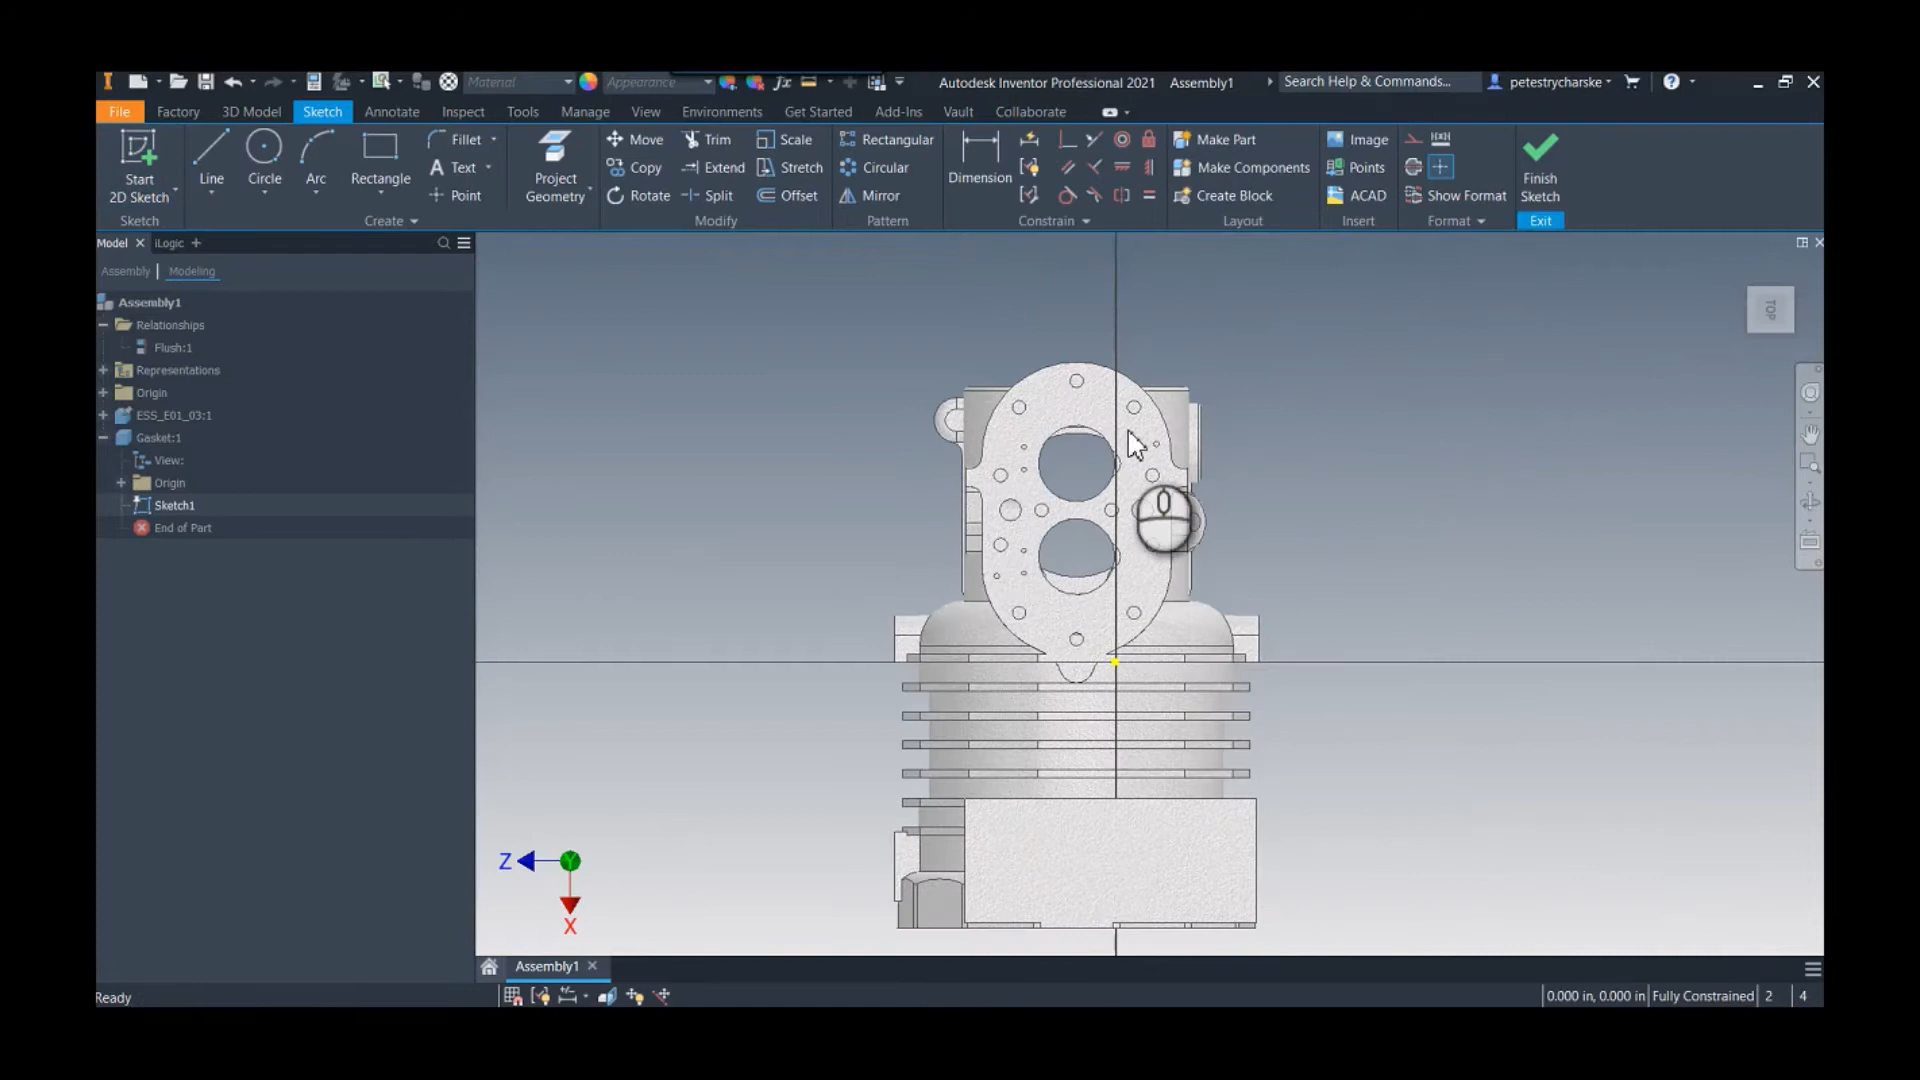 Material Appearance Autodesk Inventor Professional 2021 Assembly1 Search Help & Commands... petestrycharske
File Factory 3D Model Sketch Annotate Inspect Tools Manage View Environments Get Started Add-Ins Vault Collaborate
Start 2D Sketch
Sketch
Line Circle Arc Rectangle
Fillet
Text
Point
Create
Project Geometry
Move Trim Scale
Copy Extend Stretch
Rotate Split Offset
Modify
Rectangular
Circular
Mirror
Pattern
Dimension
Constrain
Make Part
Make Components
Create Block
Layout
Image
Points
ACAD
Insert
Show Format
Format
Finish Sketch
Exit
Model iLogic
Assembly Modeling
Assembly1
Relationships
Flush:1
Representations
Origin
ESS_E01_03:1
Gasket:1
View:
Origin
Sketch1
End of Part
TOP
Z
Y
X
Assembly1
Ready
0.000 in, 0.000 in Fully Constrained 2 4